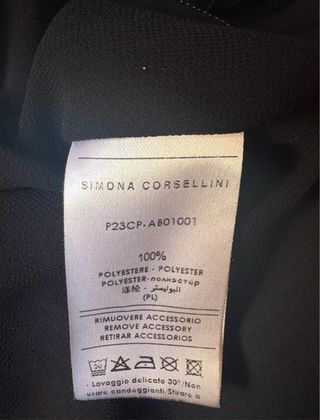 SIMONA CORSELLINI
P23CP-AB01001
100%
POLYESTERE - POLYESTER
POLYESTER-полиэстер
涤纶 - البوليستر
(PL)
RIMUOVERE ACCESSORIO
REMOVE ACCESSORY
RETIRAR ACCESSORIOS
- Lavaggio delicato 30°/Non
usare candeggianti/Stirare a